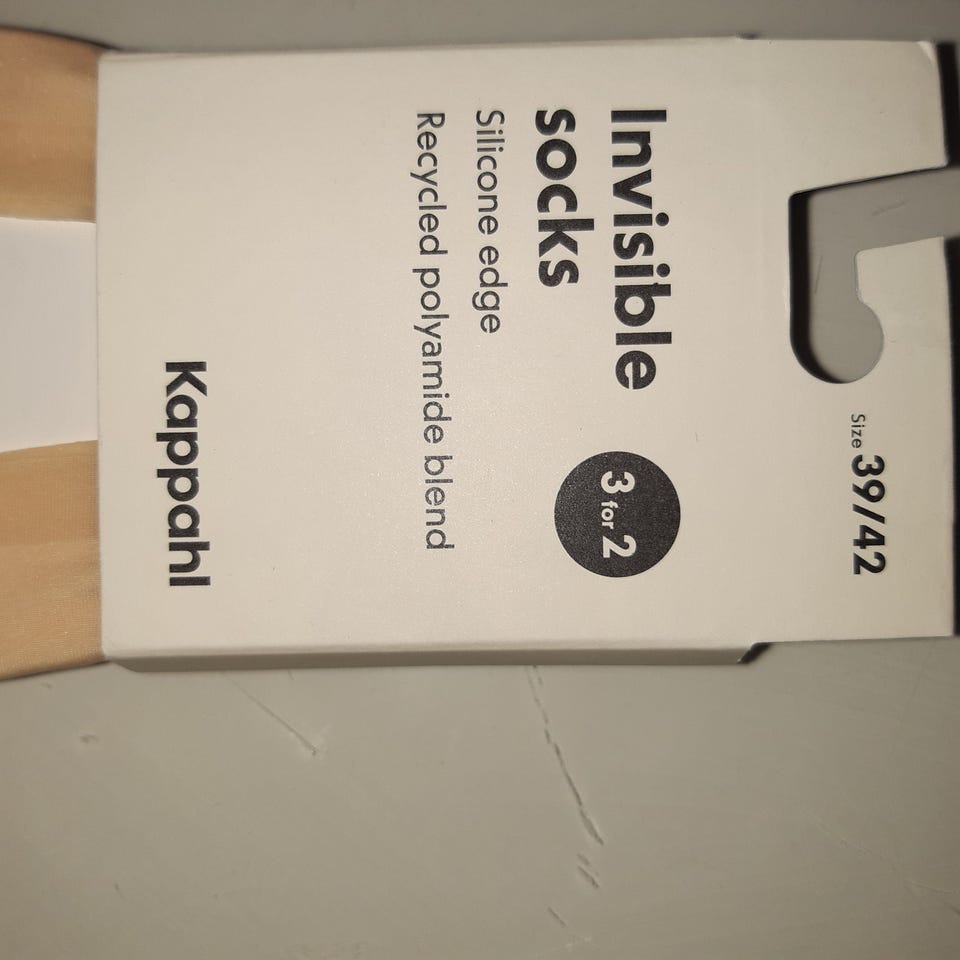 Size 39/42
Invisible
socks
3 for 2
Silicone edge
Recycled polyamide blend
Kappahl